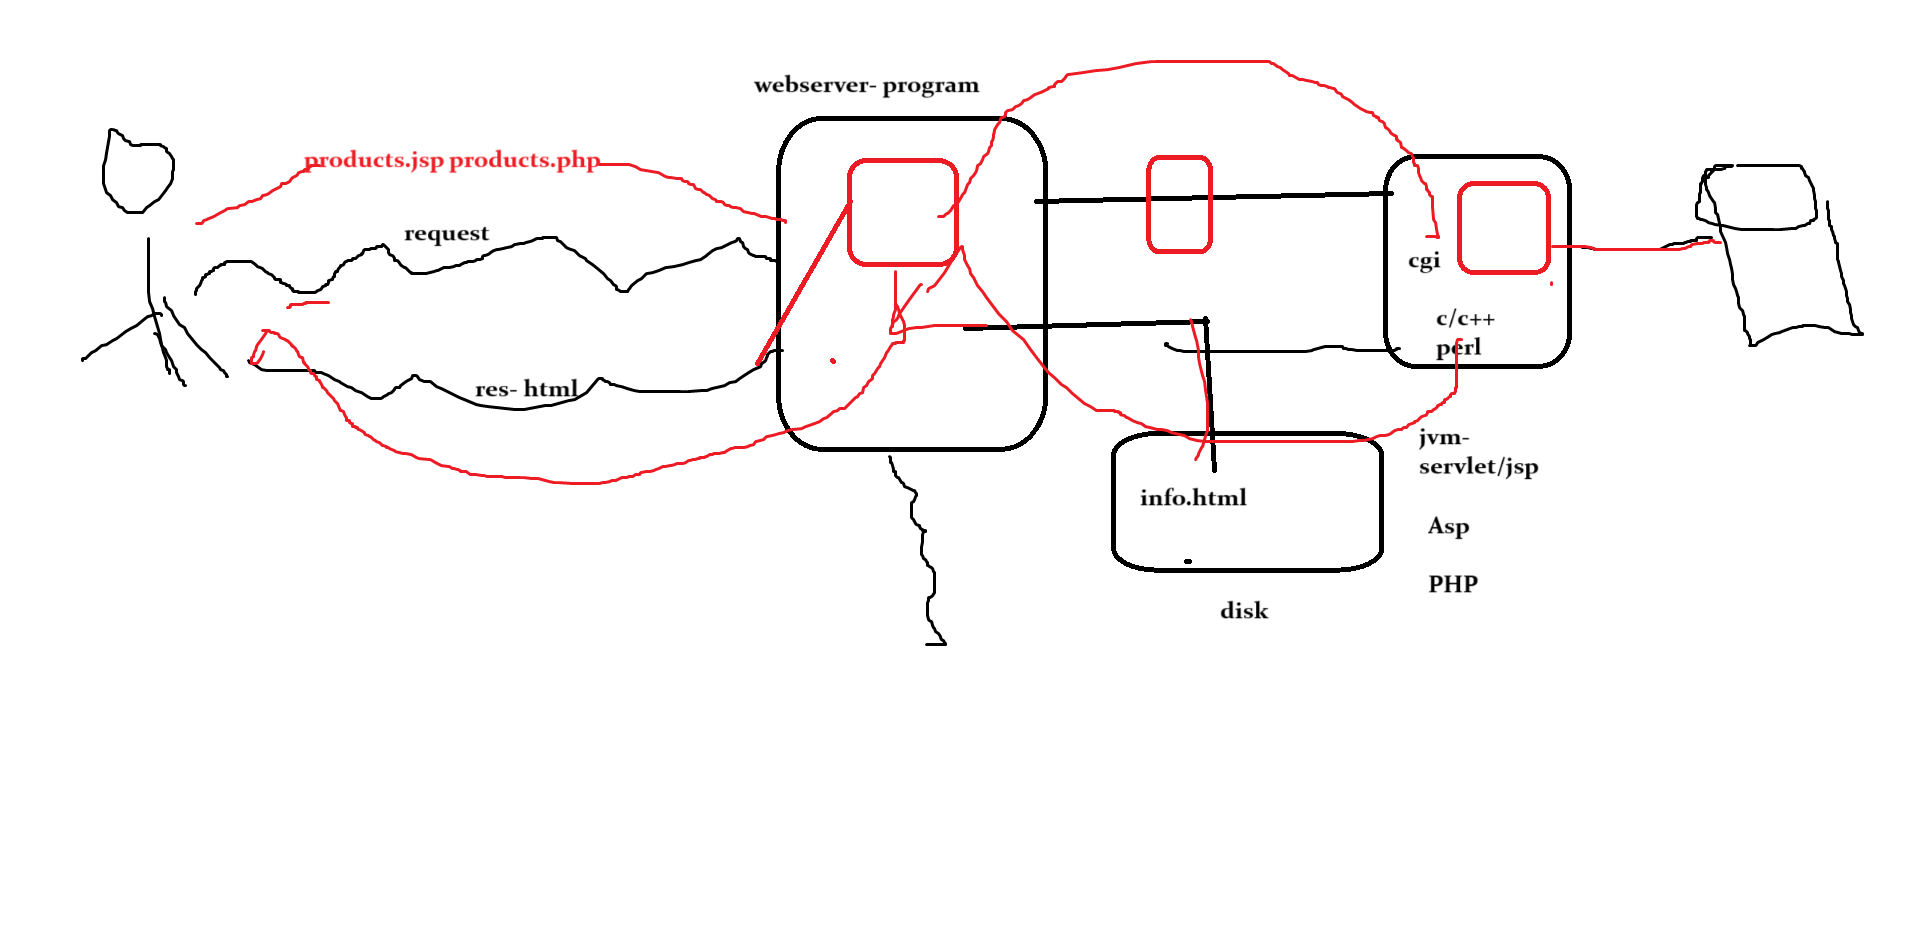 webserver- program
products.jsp products.php
request
res- html
cgi
c/c++
perl
info.html
disk
jvm-
servlet/jsp
Asp
PHP